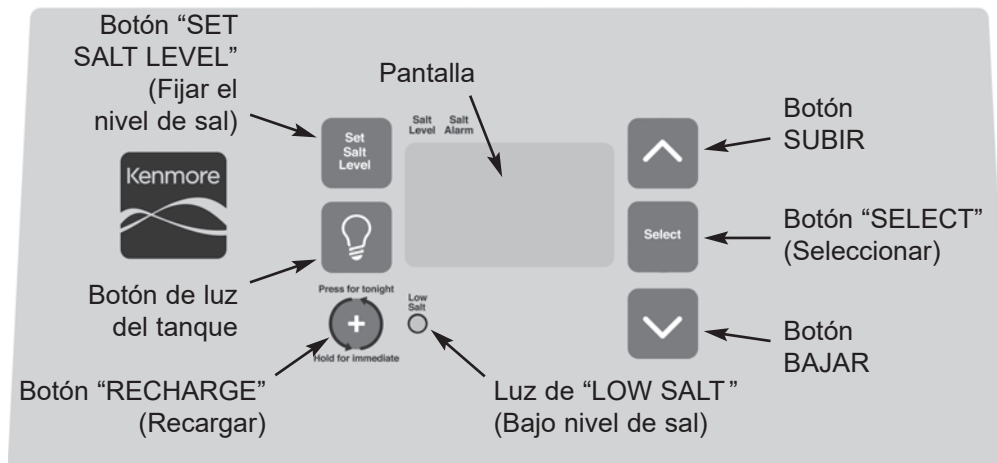 Botón “SET
SALT LEVEL”
(Fijar el
nivel de sal)
Pantalla
Botón
SUBIR
Salt
Level
Salt
Alarm
Set
Salt
Level
Kenmore
Select
Botón “SELECT”
(Seleccionar)
Botón de luz
del tanque
Press for tonight
+
Hold for immediate
Low
Salt
Botón
BAJAR
Botón “RECHARGE”
(Recargar)
Luz de “LOW SALT”
(Bajo nivel de sal)